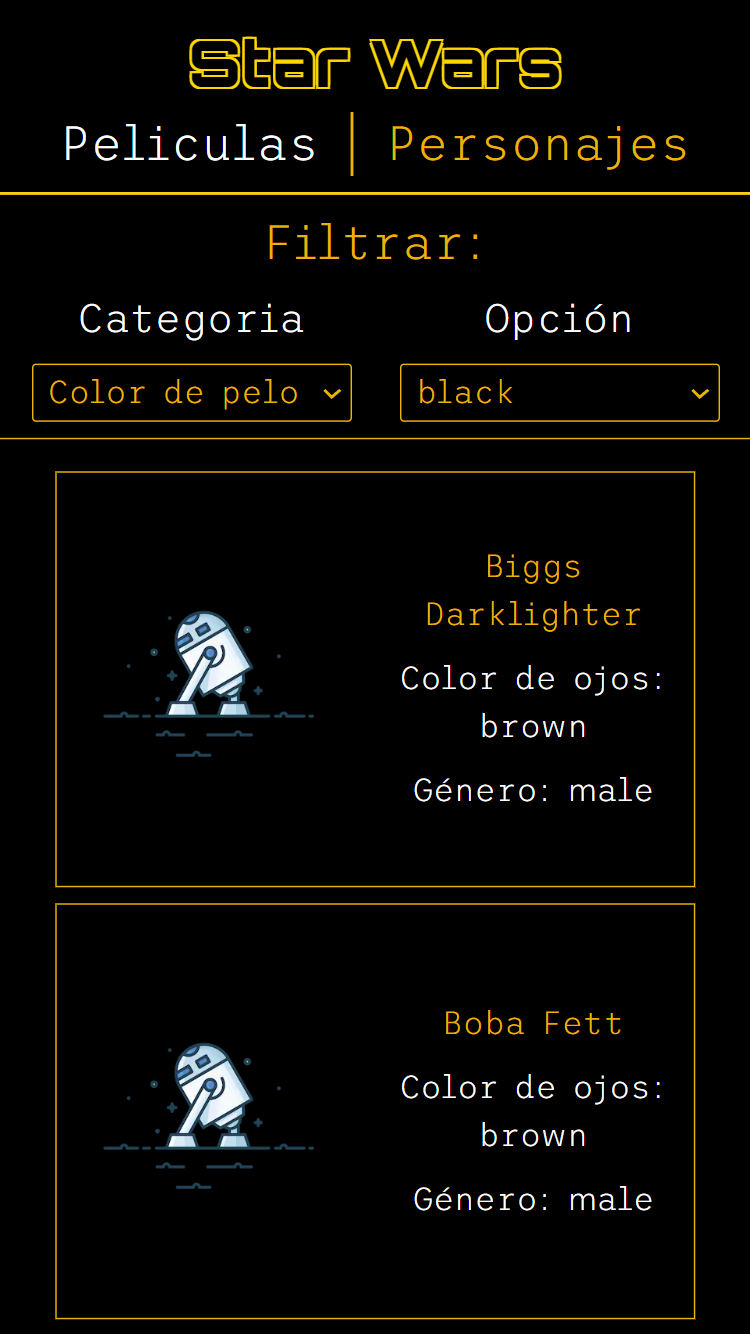 Star Wars
Peliculas | Personajes
Filtrar:
Categoria
Opción
Color de pelo
black
Biggs
Darklighter
Color de ojos:
brown
Género: male
Boba Fett
Color de ojos:
brown
Género: male